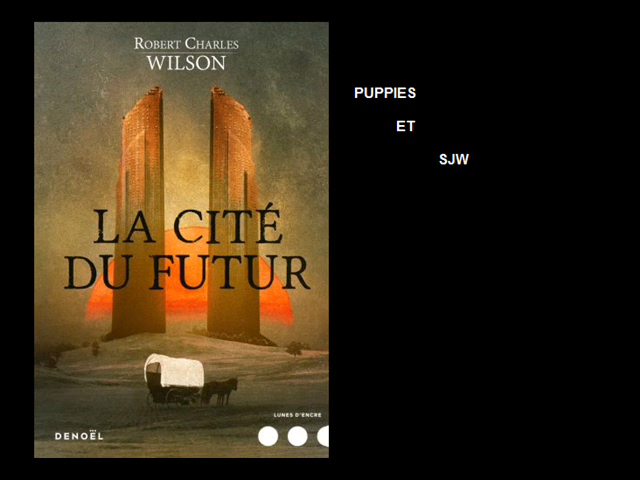 ROBERT CHARLES
WILSON
LA CITÉ
DU FUTUR
LUNES D'ENCRE
DENOËL
PUPPIES
ET
SJW